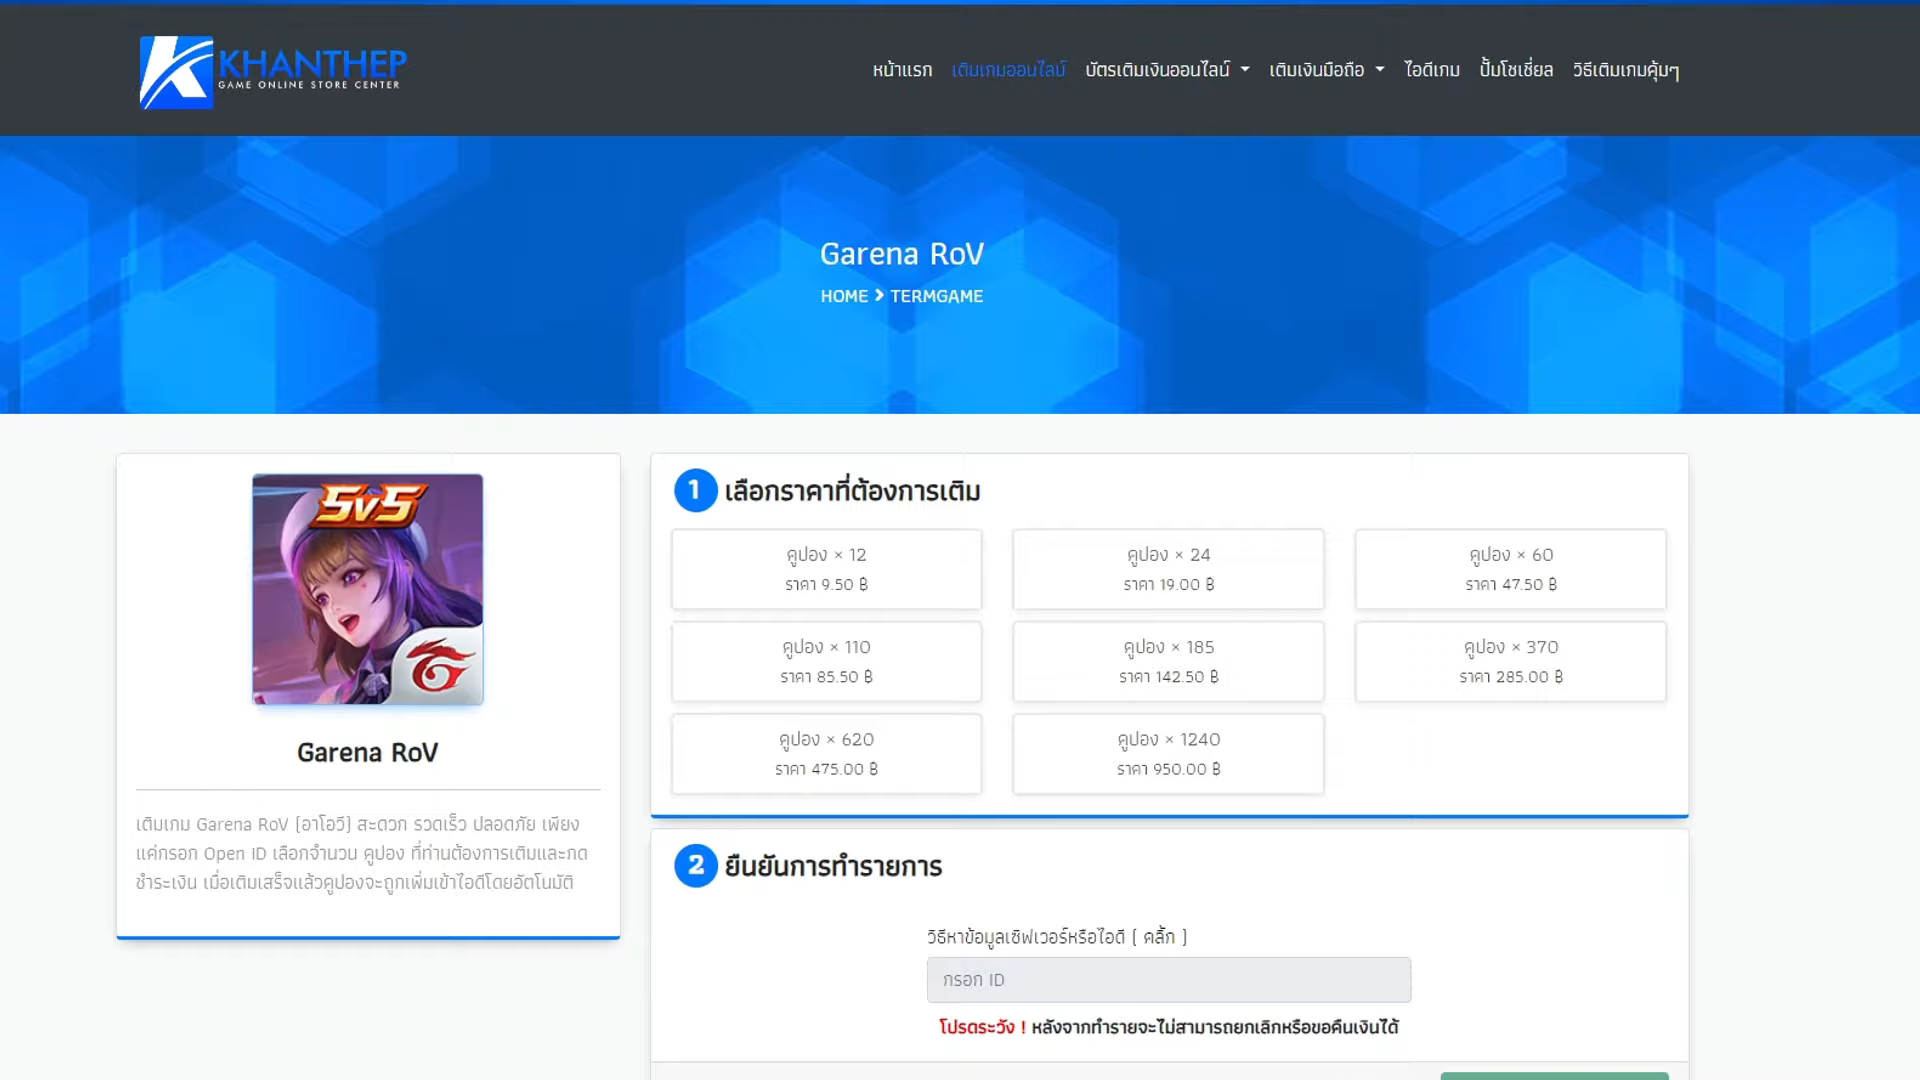 KHANTHEP
GAME ONLINE STORE CENTER
หน้าแรก เติมเกมออนไลน์ บัตรเติมเงินออนไลน์ เติมเงินมือถือ ไอดีเกม ปั้มโซเชี่ยล วิธีเติมเกมคุ้มๆ
Garena RoV
HOME > TERMGAME
5v5
Garena RoV
เติมเกม Garena RoV (อาโอวี) สะดวก รวดเร็ว ปลอดภัย เพียง
แค่กรอก Open ID เลือกจำนวน คูปอง ที่ท่านต้องการเติมและกด
ชำระเงิน เมื่อเติมเสร็จแล้วคูปองจะถูกเพิ่มเข้าไอดีโดยอัตโนมัติ
1 เลือกราคาที่ต้องการเติม
คูปอง × 12
ราคา 9.50 ฿
คูปอง × 24
ราคา 19.00 ฿
คูปอง × 60
ราคา 47.50 ฿
คูปอง × 110
ราคา 85.50 ฿
คูปอง × 185
ราคา 142.50 ฿
คูปอง × 370
ราคา 285.00 ฿
คูปอง × 620
ราคา 475.00 ฿
คูปอง × 1240
ราคา 950.00 ฿
2 ยืนยันการทำรายการ
วิธีหาข้อมูลเซิฟเวอร์หรือไอดี ( คลิ้ก )
กรอก ID
โปรดระวัง ! หลังจากทำรายจะไม่สามารถยกเลิกหรือขอคืนเงินได้